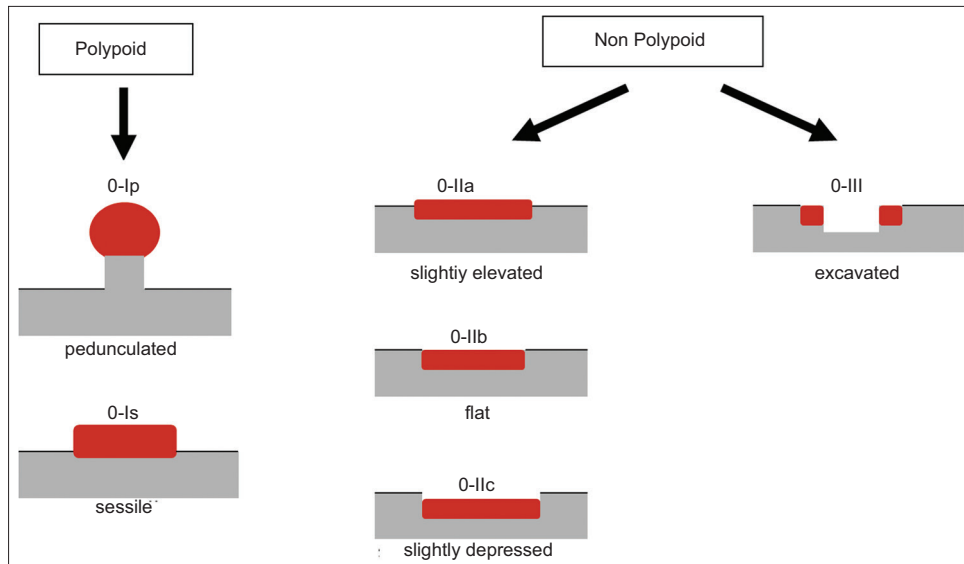 Polypoid
Non Polypoid
0-Ip
pedunculated
0-Is
sessile
0-IIa
slightiy elevated
0-IIb
flat
0-IIc
slightly depressed
0-III
excavated